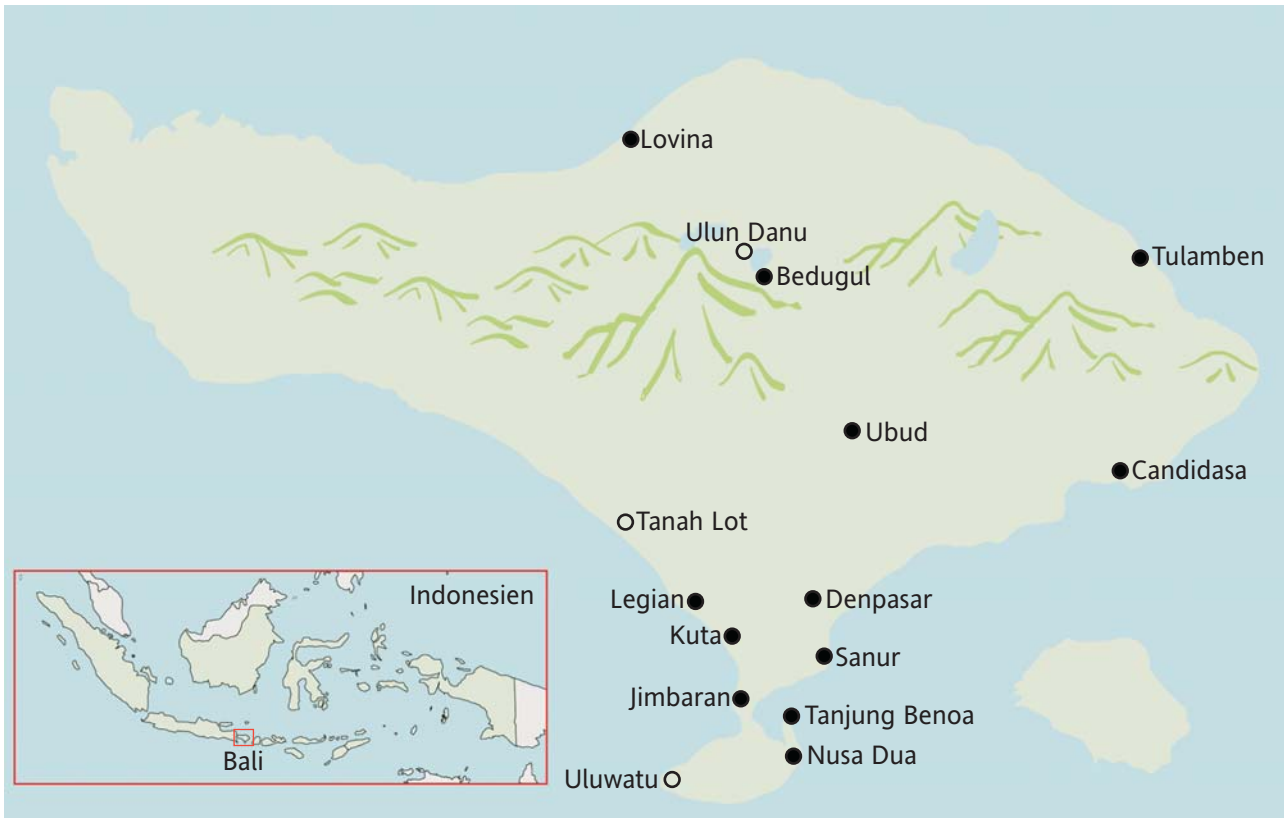 Lovina
Ulun Danu
Tulamben
Bedugul
Ubud
Candidasa
Tanah Lot
Indonesien
Legian
Denpasar
Kuta
Sanur
Jimbaran
Tanjung Benoa
Nusa Dua
Bali
Uluwatu